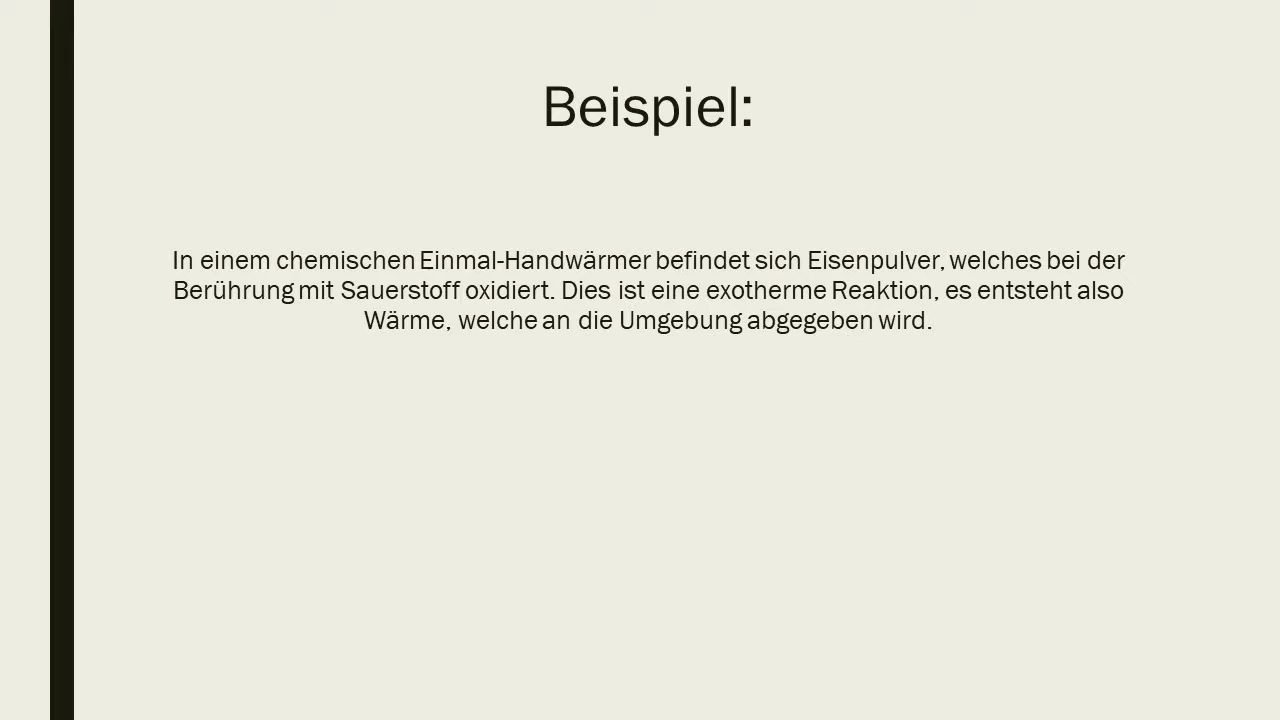 Beispiel:
In einem chemischen Einmal-Handwärmer befindet sich Eisenpulver, welches bei der
Berührung mit Sauerstoff oxidiert. Dies ist eine exotherme Reaktion, es entsteht also
Wärme, welche an die Umgebung abgegeben wird.